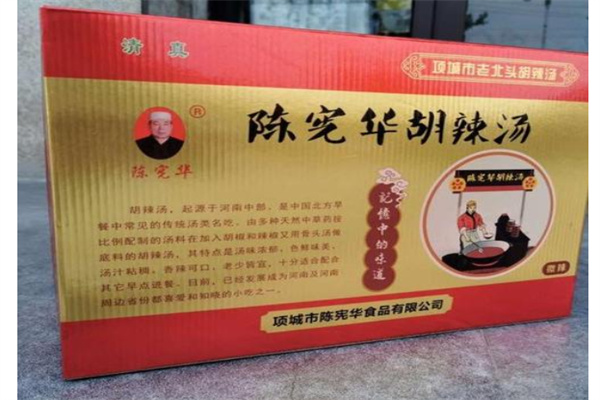 清真
项城市老北头胡辣汤
®
陈宪华胡辣汤
陈宪华
胡辣汤，起源于河南中部，是中国北方早
餐中常见的传统汤类名吃。由多种天然中草药按
比例配制的汤料在加入胡椒和辣椒又用骨头汤做
底料的胡辣汤，其特点是汤味浓郁、色鲜味美、
汤汁粘稠，香辣可口，老少皆宜，十分适合配合
其它早点进餐。目前，已经发展成为河南及河南
周边省份都喜爱和知晓的小吃之一。
记忆中的味道
陈宪华胡辣汤
微辣
项城市陈宪华食品有限公司